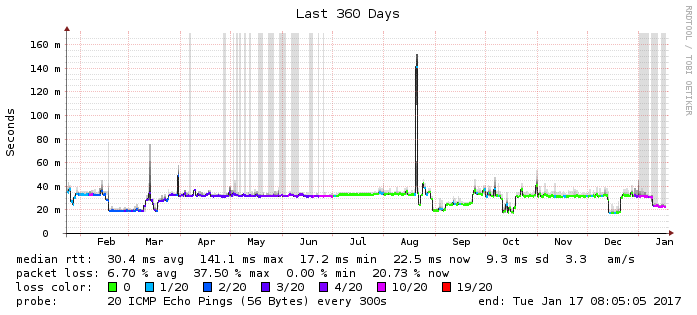 Last 360 Days
RRDTOOL / TOBI OETIKER
Seconds
160 m
140 m
120 m
100 m
80 m
60 m
40 m
20 m
0
Feb Mar Apr May Jun Jul Aug Sep Oct Nov Dec Jan
median rtt: 30.4 ms avg 141.1 ms max 17.2 ms min 22.5 ms now 9.3 ms sd 3.3 am/s
packet loss: 6.70 % avg 37.50 % max 0.00 % min 20.73 % now
loss color: 0 1/20 2/20 3/20 4/20 10/20 19/20
probe: 20 ICMP Echo Pings (56 Bytes) every 300s end: Tue Jan 17 08:05:05 2017